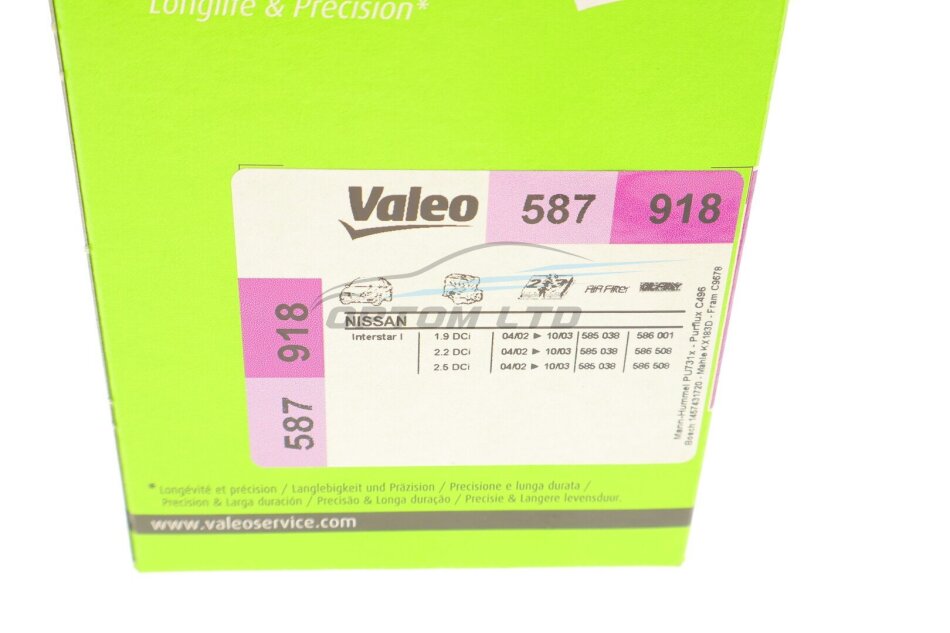 Longlife & Precision*
Valeo 587 918
AIR Filter OIL Filter
OPTOM LTD
NISSAN
Interstar I 1.9 DCi 04/02 ► 10/03 585 038 586 001
2.2 DCi 04/02 ► 10/03 585 038 586 508
2.5 DCi 04/02 ► 10/03 585 038 586 508
587 918
Mann-Hummel PU731x - Purflux C496
Bosch 1457431720 - Mahle KX183D - Fram C9678
* Longévité et précision / Langlebigkeit und Präzision / Precisione e lunga durata /
Precision & Larga duración / Precisão & Longa duração / Precisie & Langere levensduur.
www.valeoservice.com